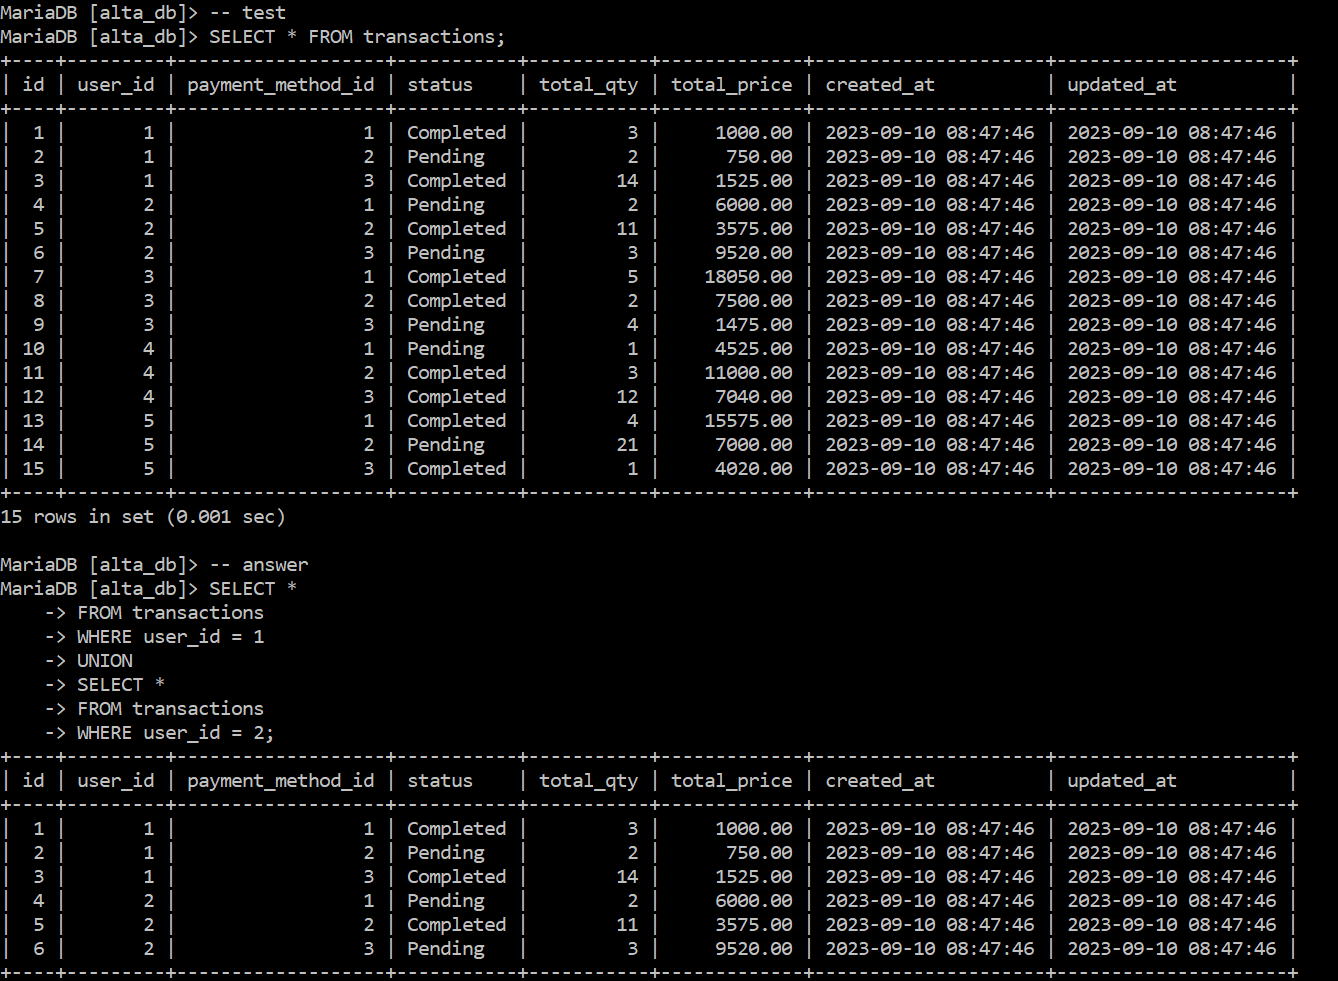 MariaDB [alta_db]> -- test
MariaDB [alta_db]> SELECT * FROM transactions;
+----+---------+-------------------+-----------+-----------+-------------+---------------------+---------------------+
| id | user_id | payment_method_id | status    | total_qty | total_price | created_at          | updated_at          |
+----+---------+-------------------+-----------+-----------+-------------+---------------------+---------------------+
|  1 |       1 |                 1 | Completed |         3 |     1000.00 | 2023-09-10 08:47:46 | 2023-09-10 08:47:46 |
|  2 |       1 |                 2 | Pending   |         2 |      750.00 | 2023-09-10 08:47:46 | 2023-09-10 08:47:46 |
|  3 |       1 |                 3 | Completed |        14 |     1525.00 | 2023-09-10 08:47:46 | 2023-09-10 08:47:46 |
|  4 |       2 |                 1 | Pending   |         2 |     6000.00 | 2023-09-10 08:47:46 | 2023-09-10 08:47:46 |
|  5 |       2 |                 2 | Completed |        11 |     3575.00 | 2023-09-10 08:47:46 | 2023-09-10 08:47:46 |
|  6 |       2 |                 3 | Pending   |         3 |     9520.00 | 2023-09-10 08:47:46 | 2023-09-10 08:47:46 |
|  7 |       3 |                 1 | Completed |         5 |    18050.00 | 2023-09-10 08:47:46 | 2023-09-10 08:47:46 |
|  8 |       3 |                 2 | Completed |         2 |     7500.00 | 2023-09-10 08:47:46 | 2023-09-10 08:47:46 |
|  9 |       3 |                 3 | Pending   |         4 |     1475.00 | 2023-09-10 08:47:46 | 2023-09-10 08:47:46 |
| 10 |       4 |                 1 | Pending   |         1 |     4525.00 | 2023-09-10 08:47:46 | 2023-09-10 08:47:46 |
| 11 |       4 |                 2 | Completed |         3 |    11000.00 | 2023-09-10 08:47:46 | 2023-09-10 08:47:46 |
| 12 |       4 |                 3 | Completed |        12 |     7040.00 | 2023-09-10 08:47:46 | 2023-09-10 08:47:46 |
| 13 |       5 |                 1 | Completed |         4 |    15575.00 | 2023-09-10 08:47:46 | 2023-09-10 08:47:46 |
| 14 |       5 |                 2 | Pending   |        21 |     7000.00 | 2023-09-10 08:47:46 | 2023-09-10 08:47:46 |
| 15 |       5 |                 3 | Completed |         1 |     4020.00 | 2023-09-10 08:47:46 | 2023-09-10 08:47:46 |
+----+---------+-------------------+-----------+-----------+-------------+---------------------+---------------------+
15 rows in set (0.001 sec)

MariaDB [alta_db]> -- answer
MariaDB [alta_db]> SELECT *
    -> FROM transactions
    -> WHERE user_id = 1
    -> UNION
    -> SELECT *
    -> FROM transactions
    -> WHERE user_id = 2;
+----+---------+-------------------+-----------+-----------+-------------+---------------------+---------------------+
| id | user_id | payment_method_id | status    | total_qty | total_price | created_at          | updated_at          |
+----+---------+-------------------+-----------+-----------+-------------+---------------------+---------------------+
|  1 |       1 |                 1 | Completed |         3 |     1000.00 | 2023-09-10 08:47:46 | 2023-09-10 08:47:46 |
|  2 |       1 |                 2 | Pending   |         2 |      750.00 | 2023-09-10 08:47:46 | 2023-09-10 08:47:46 |
|  3 |       1 |                 3 | Completed |        14 |     1525.00 | 2023-09-10 08:47:46 | 2023-09-10 08:47:46 |
|  4 |       2 |                 1 | Pending   |         2 |     6000.00 | 2023-09-10 08:47:46 | 2023-09-10 08:47:46 |
|  5 |       2 |                 2 | Completed |        11 |     3575.00 | 2023-09-10 08:47:46 | 2023-09-10 08:47:46 |
|  6 |       2 |                 3 | Pending   |         3 |     9520.00 | 2023-09-10 08:47:46 | 2023-09-10 08:47:46 |
+----+---------+-------------------+-----------+-----------+-------------+---------------------+---------------------+